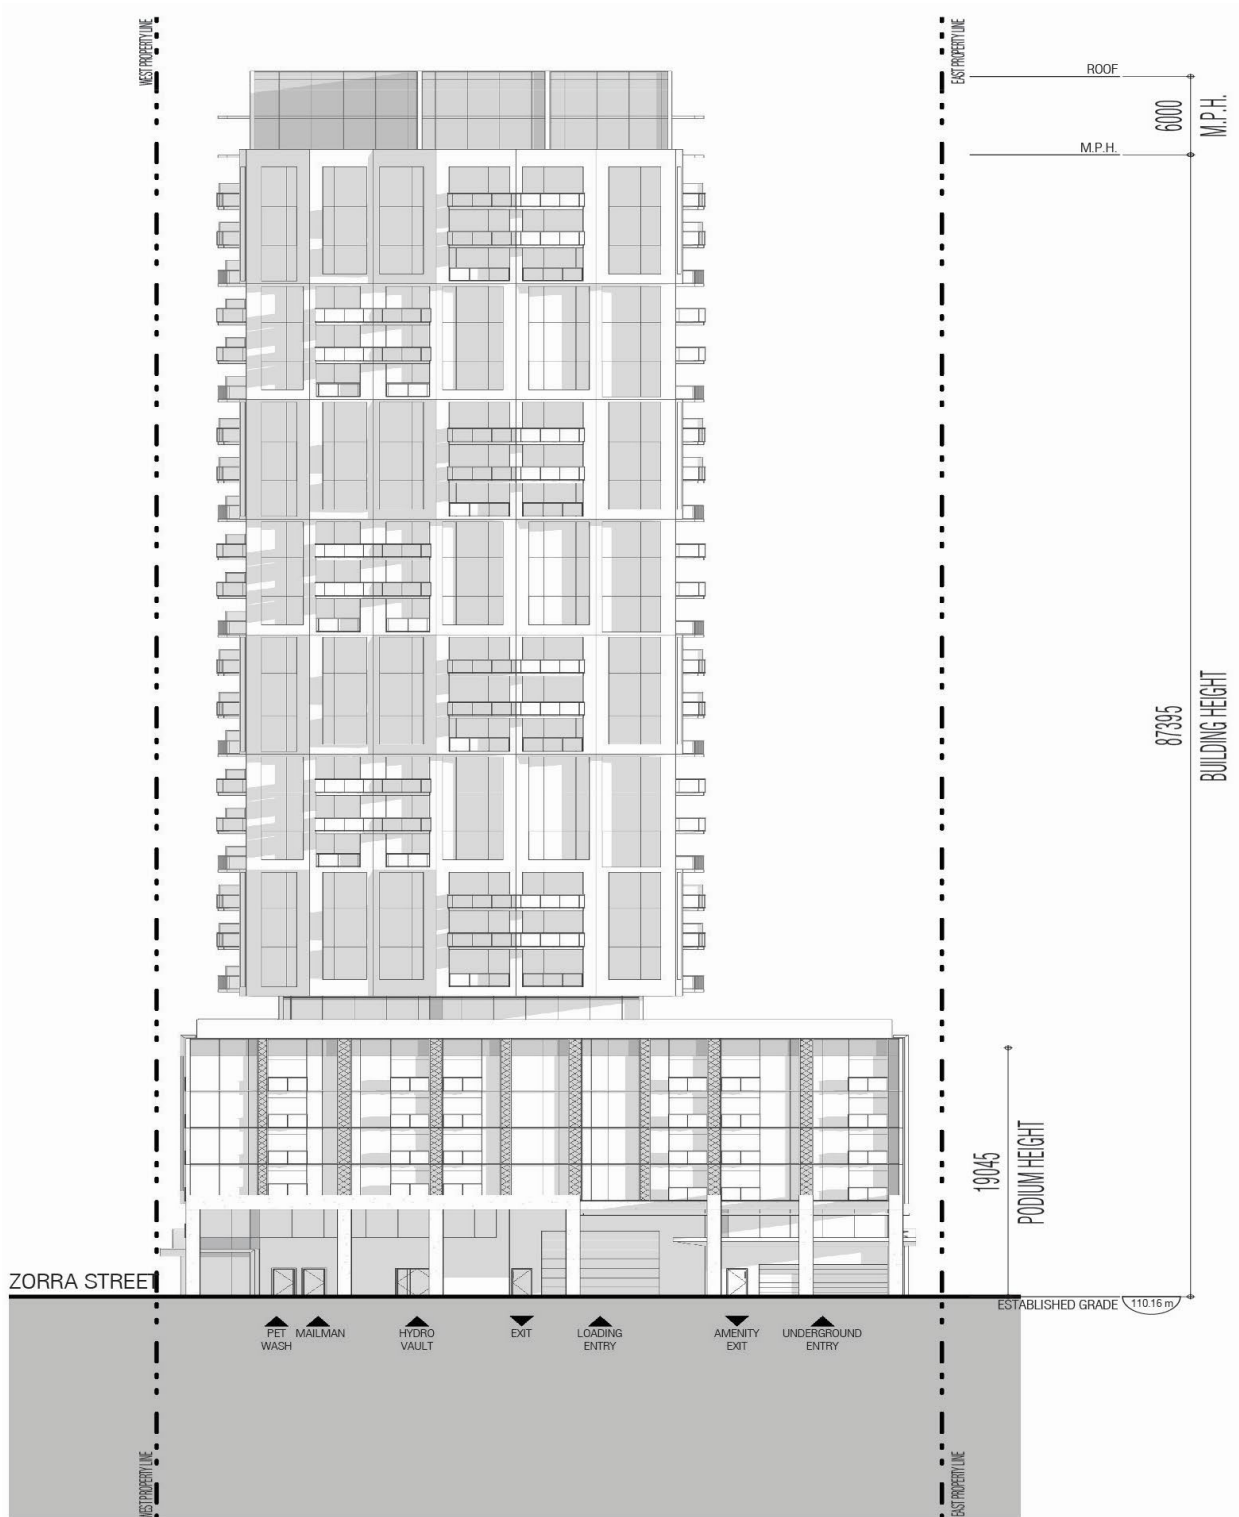 WEST PROPERTY LINE
EAST PROPERTY LINE
ROOF
6000
M.P.H.
M.P.H.
87395
BUILDING HEIGHT
19045
PODIUM HEIGHT
ZORRA STREET
ESTABLISHED GRADE
110.16 m
PET
WASH
MAILMAN
HYDRO
VAULT
EXIT
LOADING
ENTRY
AMENITY
EXIT
UNDERGROUND
ENTRY
WEST PROPERTY LINE
EAST PROPERTY LINE